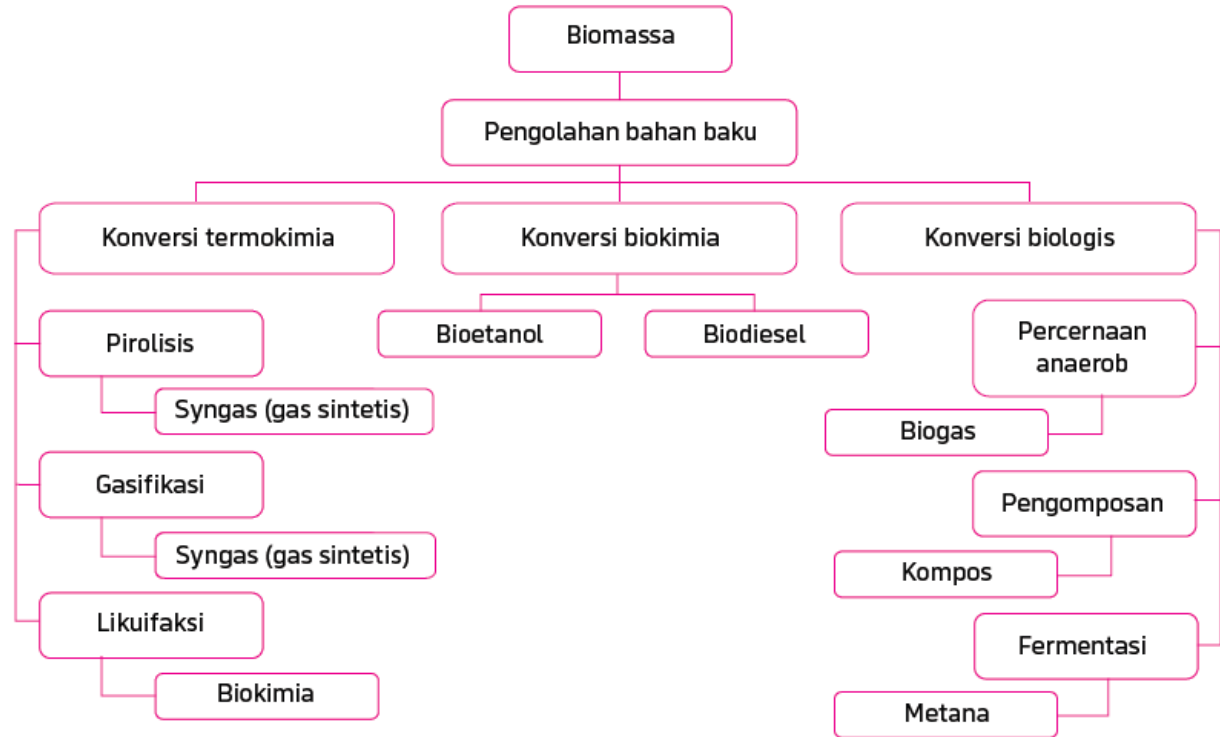 Biomassa
Pengolahan bahan baku
Konversi termokimia
Konversi biokimia
Konversi biologis
Pirolisis
Syngas (gas sintetis)
Gasifikasi
Syngas (gas sintetis)
Likuifaksi
Biokimia
Bioetanol
Biodiesel
Percernaan
anaerob
Biogas
Pengomposan
Kompos
Fermentasi
Metana